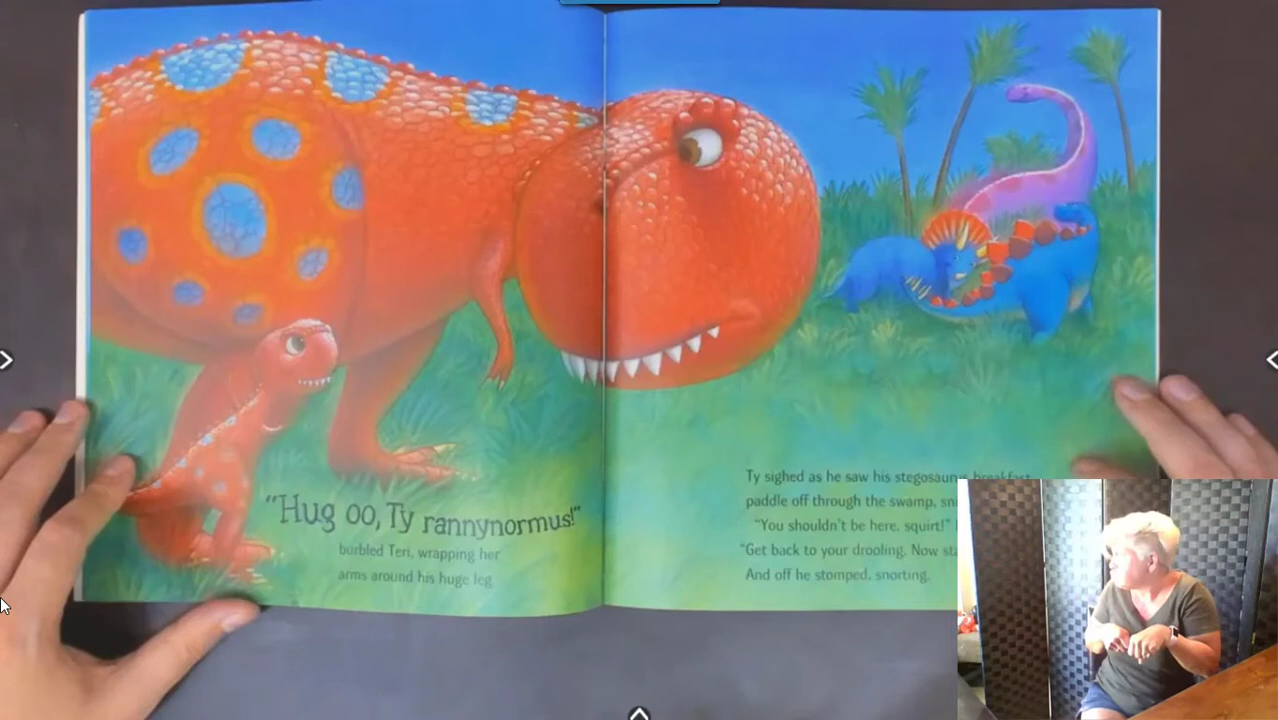 "Hug oo, Ty rannynormus!"
burbled Teri, wrapping her
arms around his huge leg.
Ty sighed as he saw his stegosaurus breakfast
paddle off through the swamp,
"You shouldn't be here, squirt!"
"Get back to your drooling. Now
And off he stomped, snorting.